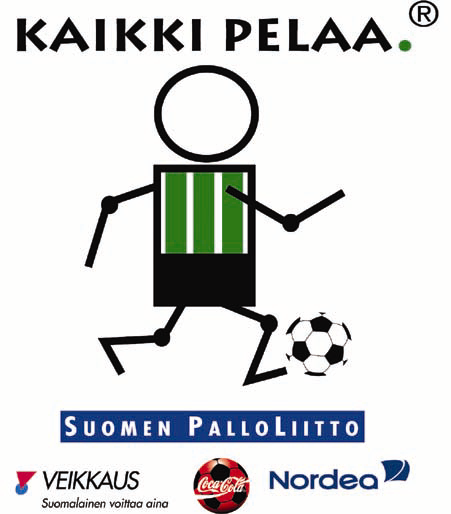 KAIKKI PELAA.®
SUOMEN PALLOLIITTO
VEIKKAUS
Suomalainen voittaa aina
Coca-Cola
Nordea